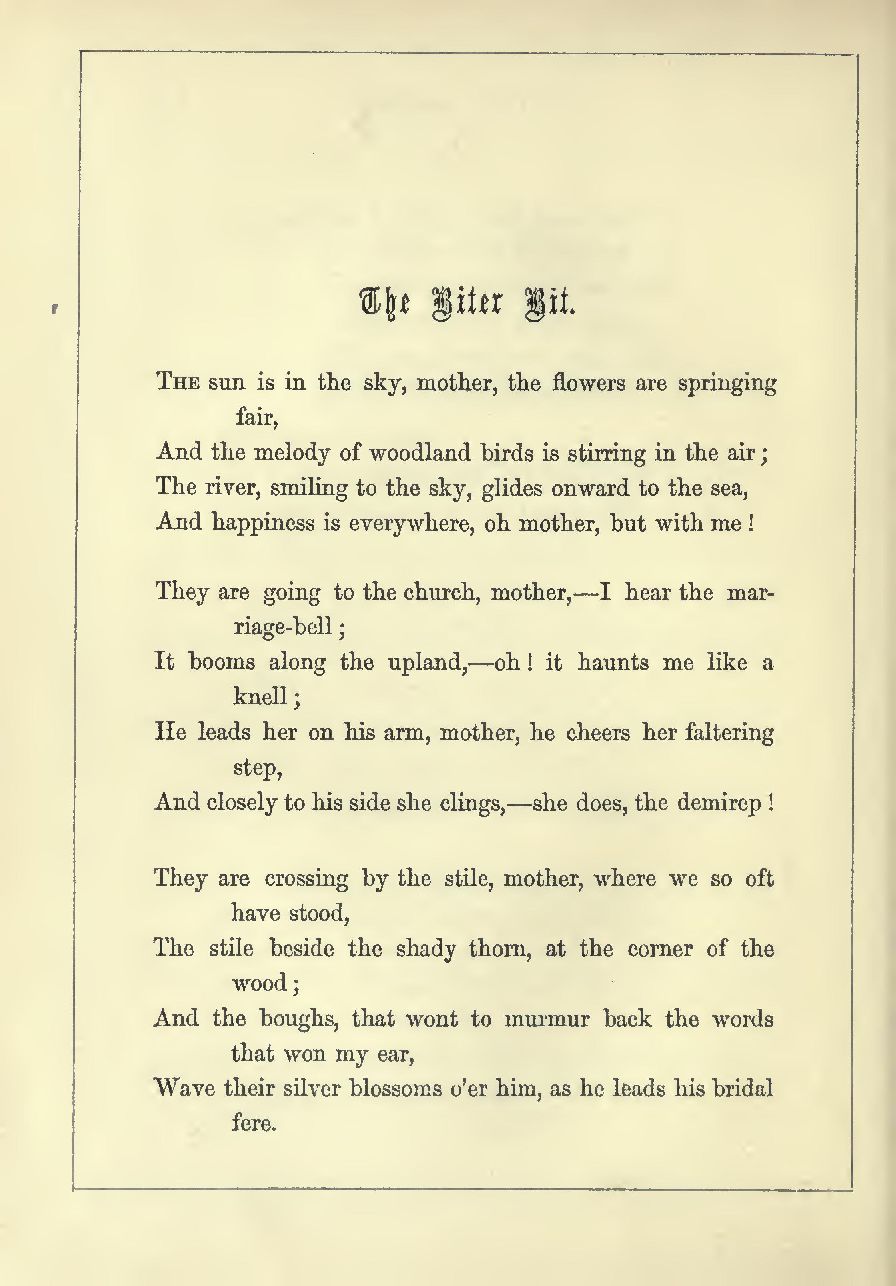 The Biter Bit.
THE sun is in the sky, mother, the flowers are springing
fair,
And the melody of woodland birds is stirring in the air;
The river, smiling to the sky, glides onward to the sea,
And happiness is everywhere, oh mother, but with me!
They are going to the church, mother,—I hear the mar-
riage-bell;
It booms along the upland,—oh! it haunts me like a
knell;
He leads her on his arm, mother, he cheers her faltering
step,
And closely to his side she clings,—she does, the demirep!
They are crossing by the stile, mother, where we so oft
have stood,
The stile beside the shady thorn, at the corner of the
wood;
And the boughs, that wont to murmur back the words
that won my ear,
Wave their silver blossoms o'er him, as he leads his bridal
fere.